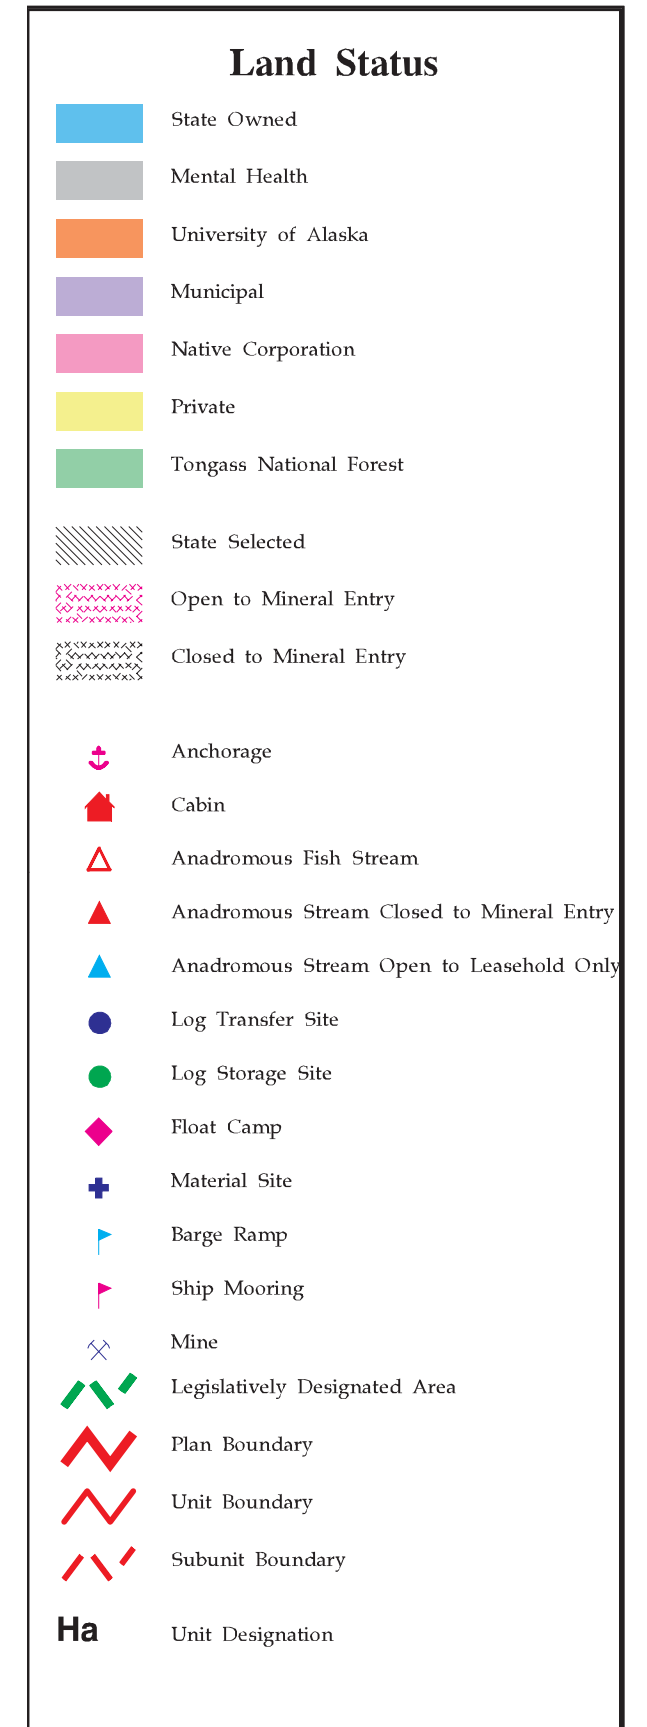 Land Status
State Owned
Mental Health
University of Alaska
Municipal
Native Corporation
Private
Tongass National Forest
State Selected
Open to Mineral Entry
Closed to Mineral Entry
Anchorage
Cabin
Anadromous Fish Stream
Anadromous Stream Closed to Mineral Entry
Anadromous Stream Open to Leasehold Only
Log Transfer Site
Log Storage Site
Float Camp
Material Site
Barge Ramp
Ship Mooring
Mine
Legislatively Designated Area
Plan Boundary
Unit Boundary
Subunit Boundary
Ha Unit Designation